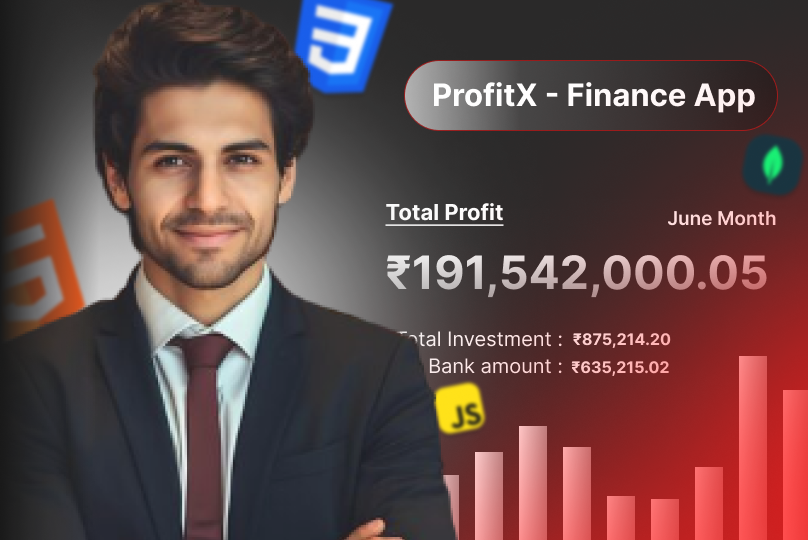 ProfitX - Finance App
Total Profit
June Month
₹191,542,000.05
Total Investment : ₹875,214.20
Bank amount : ₹635,215.02
JS